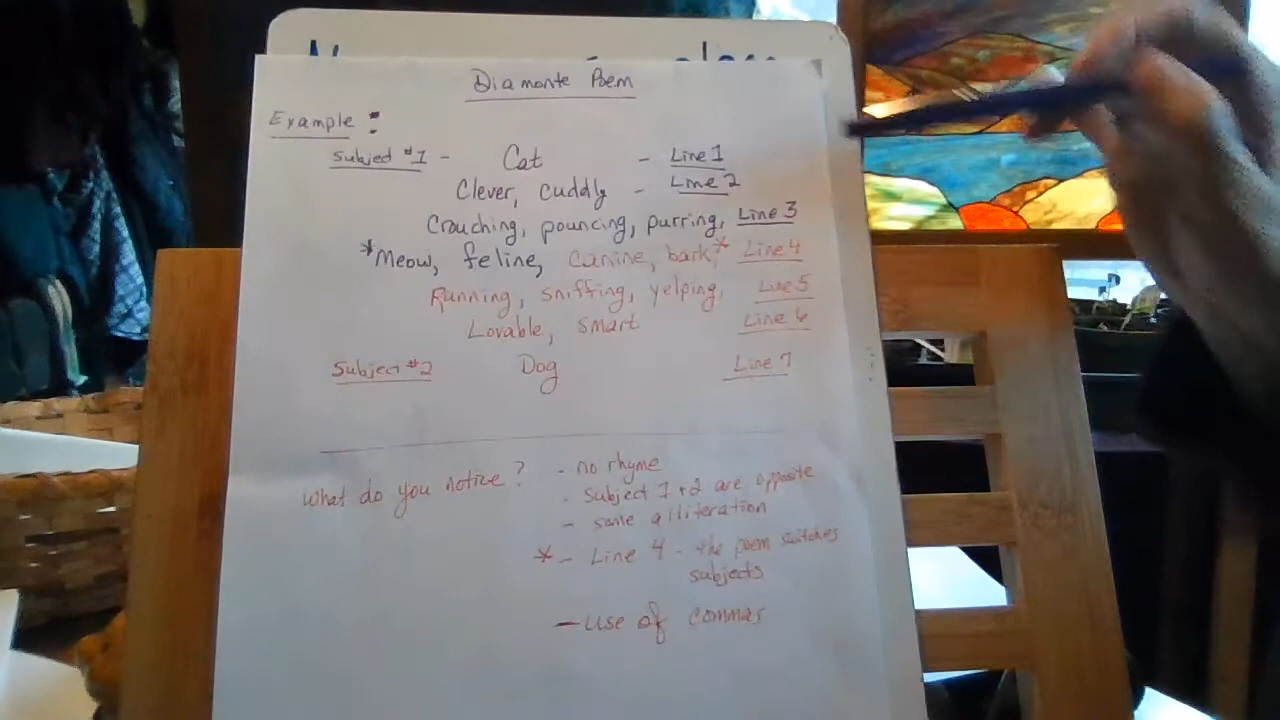 Diamonte Poem
Example :
Subject #1 - Cat - Line 1
Clever, cuddly - Line 2
Crouching, pouncing, purring, Line 3
*Meow, feline, canine, bark,* Line 4
Running, sniffing, yelping, Line 5
Lovable, smart Line 6
Subject #2 Dog Line 7
What do you notice? - no rhyme
- Subject 1 + 2 are opposite
- some alliteration
* - Line 4 - the poem switches
subjects
- use of commas